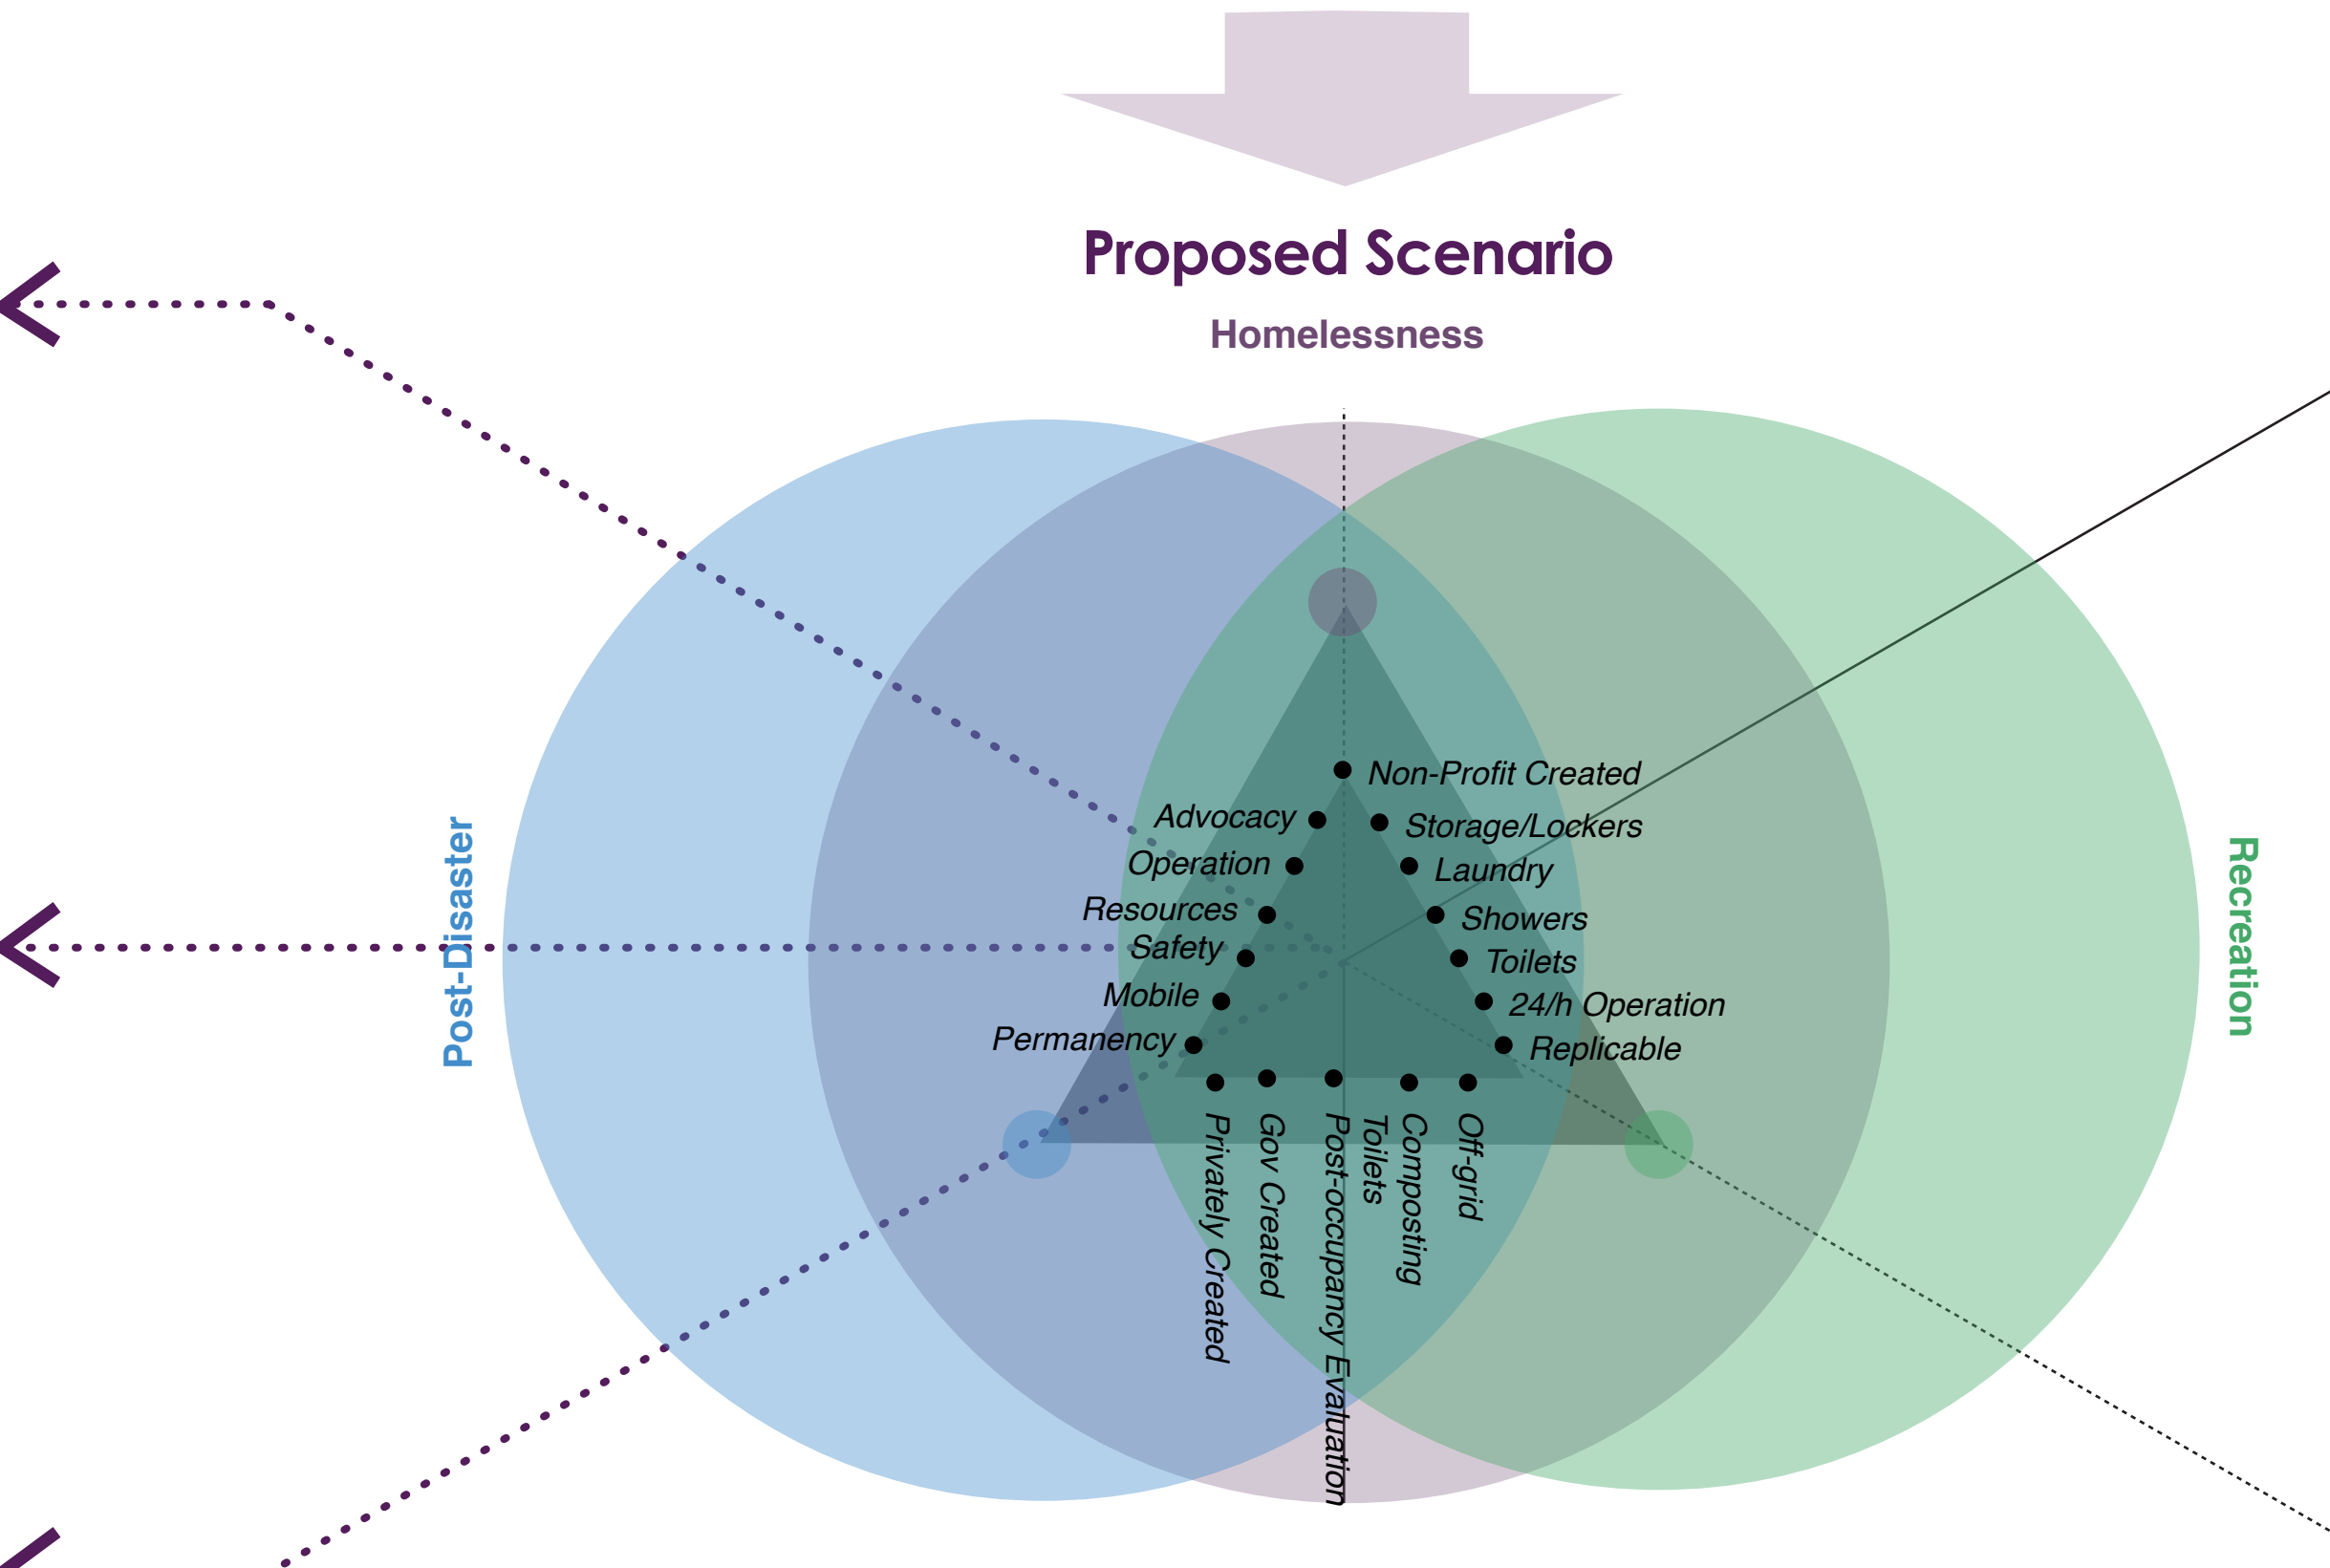 Proposed Scenario
Homelessness
Post-Disaster
Recreation
Non-Profit Created
Advocacy
Storage/Lockers
Operation
Laundry
Resources
Showers
Safety
Toilets
Mobile
24/h Operation
Permanency
Replicable
Privately Created
Gov Created
Post-occupancy Evaluation
Composting
Toilets
Off-grid